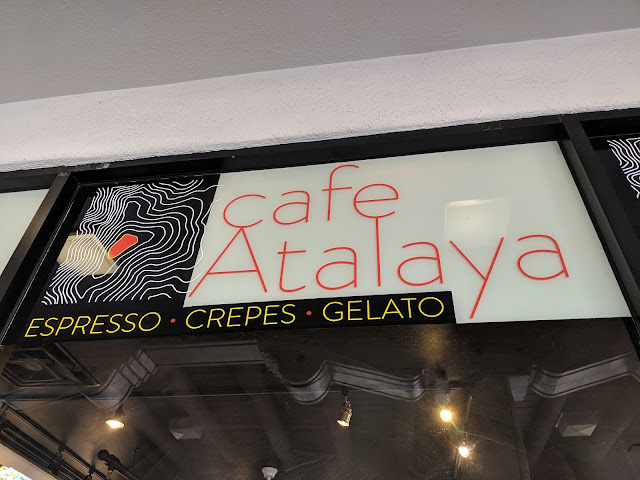 cafe
Atalaya
ESPRESSO · CREPES · GELATO